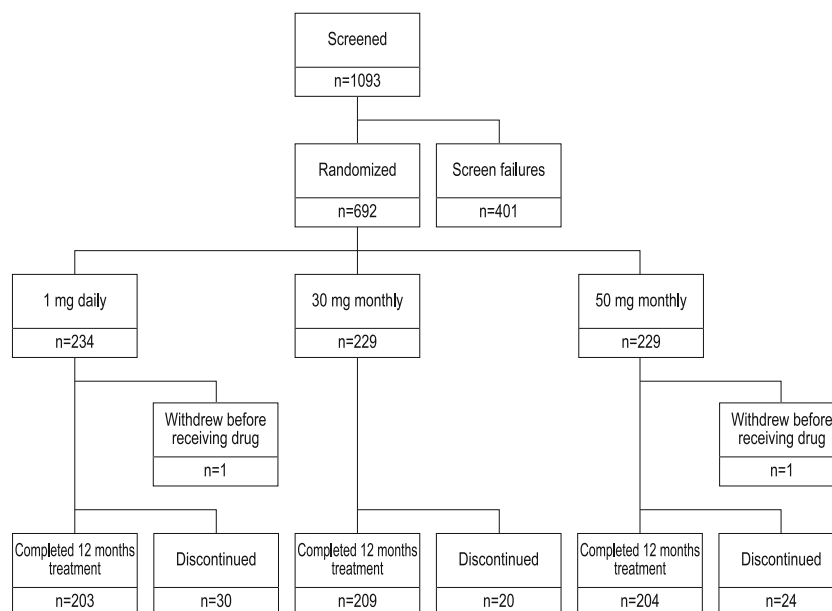 Screened
n=1093
Randomized
n=692
Screen failures
n=401
1 mg daily
n=234
30 mg monthly
n=229
50 mg monthly
n=229
Withdrew before
receiving drug
n=1
Withdrew before
receiving drug
n=1
Completed 12 months
treatment
n=203
Discontinued
n=30
Completed 12 months
treatment
n=209
Discontinued
n=20
Completed 12 months
treatment
n=204
Discontinued
n=24